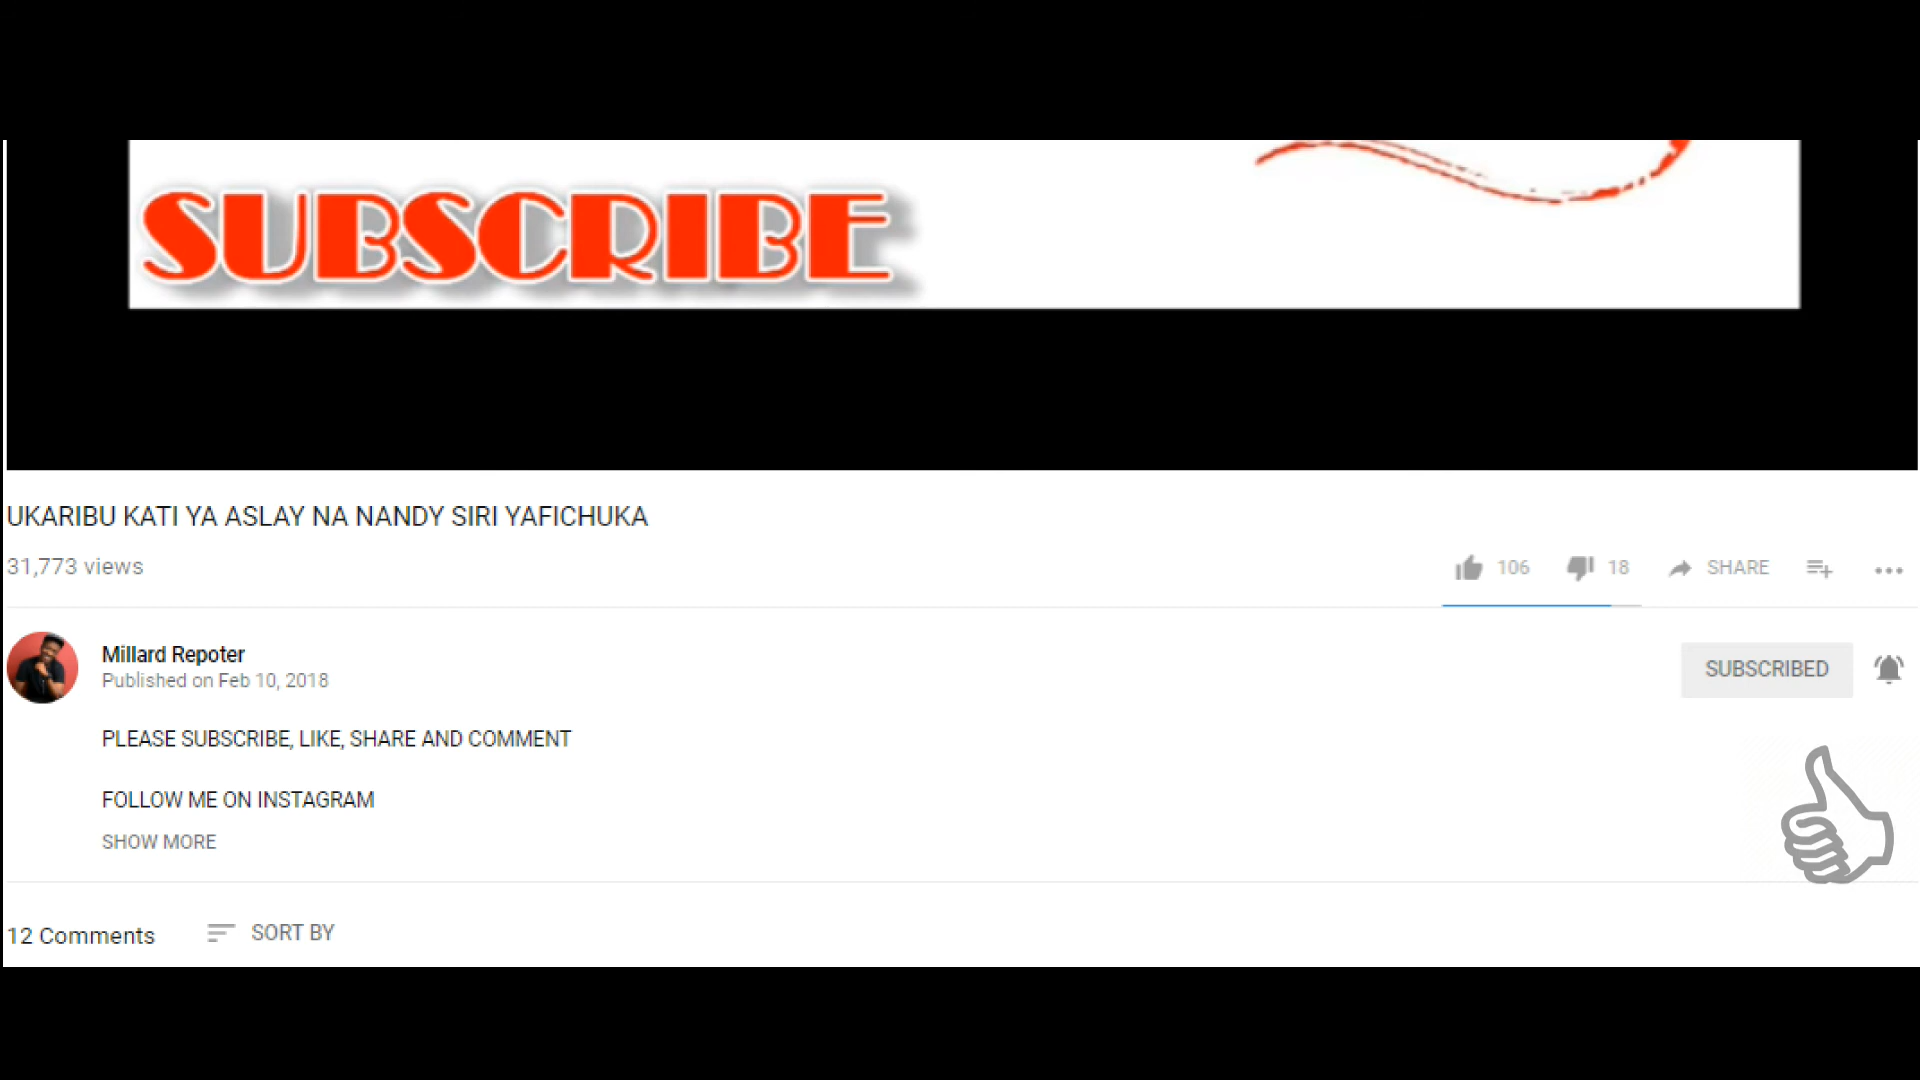 SUBSCRIBE
UKARIBU KATI YA ASLAY NA NANDY SIRI YAFICHUKA
31,773 views
106 18 SHARE
Millard Repoter
Published on Feb 10, 2018
SUBSCRIBED
PLEASE SUBSCRIBE, LIKE, SHARE AND COMMENT
FOLLOW ME ON INSTAGRAM
SHOW MORE
12 Comments SORT BY